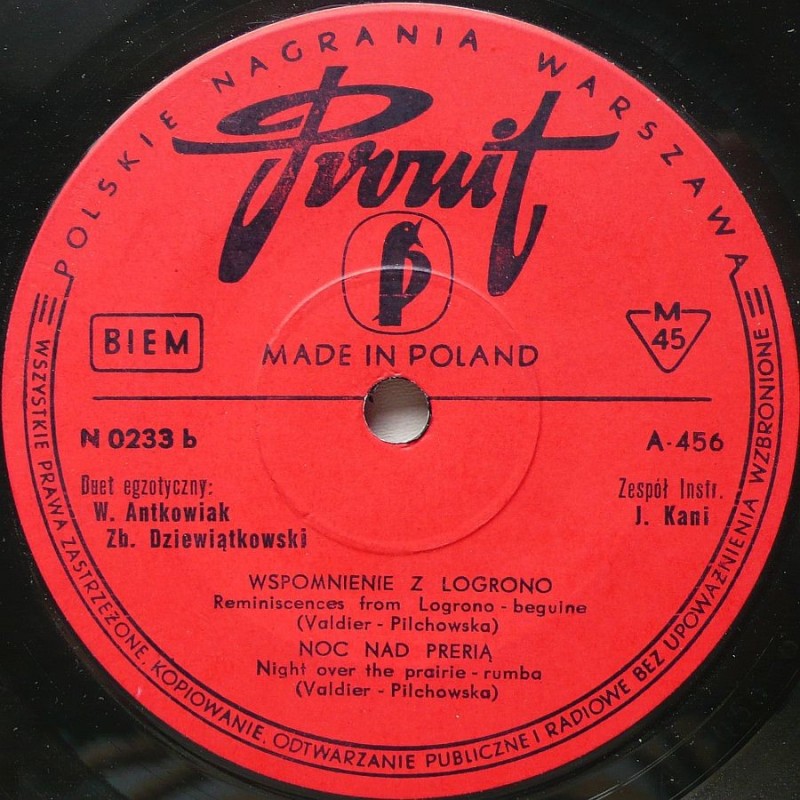 POLSKIE NAGRANIA WARSZAWA
Pronit
P
BIEM
M
45
MADE IN POLAND
N 0233 b
A-456
Duet egzotyczny:
W. Antkowiak
Zb. Dziewiątkowski
Zespół Instr.
J. Kani
WSPOMNIENIE Z LOGRONO
Reminiscences from Logrono - beguine
(Valdier - Pilchowska)
NOC NAD PRERIĄ
Night over the prairie - rumba
(Valdier - Pilchowska)
WSZYSTKIE PRAWA ZASTRZEŻONE. KOPIOWANIE. ODTWARZANIE PUBLICZNE I RADIOWE BEZ UPOWAŻNIENIA WZBRONIONE